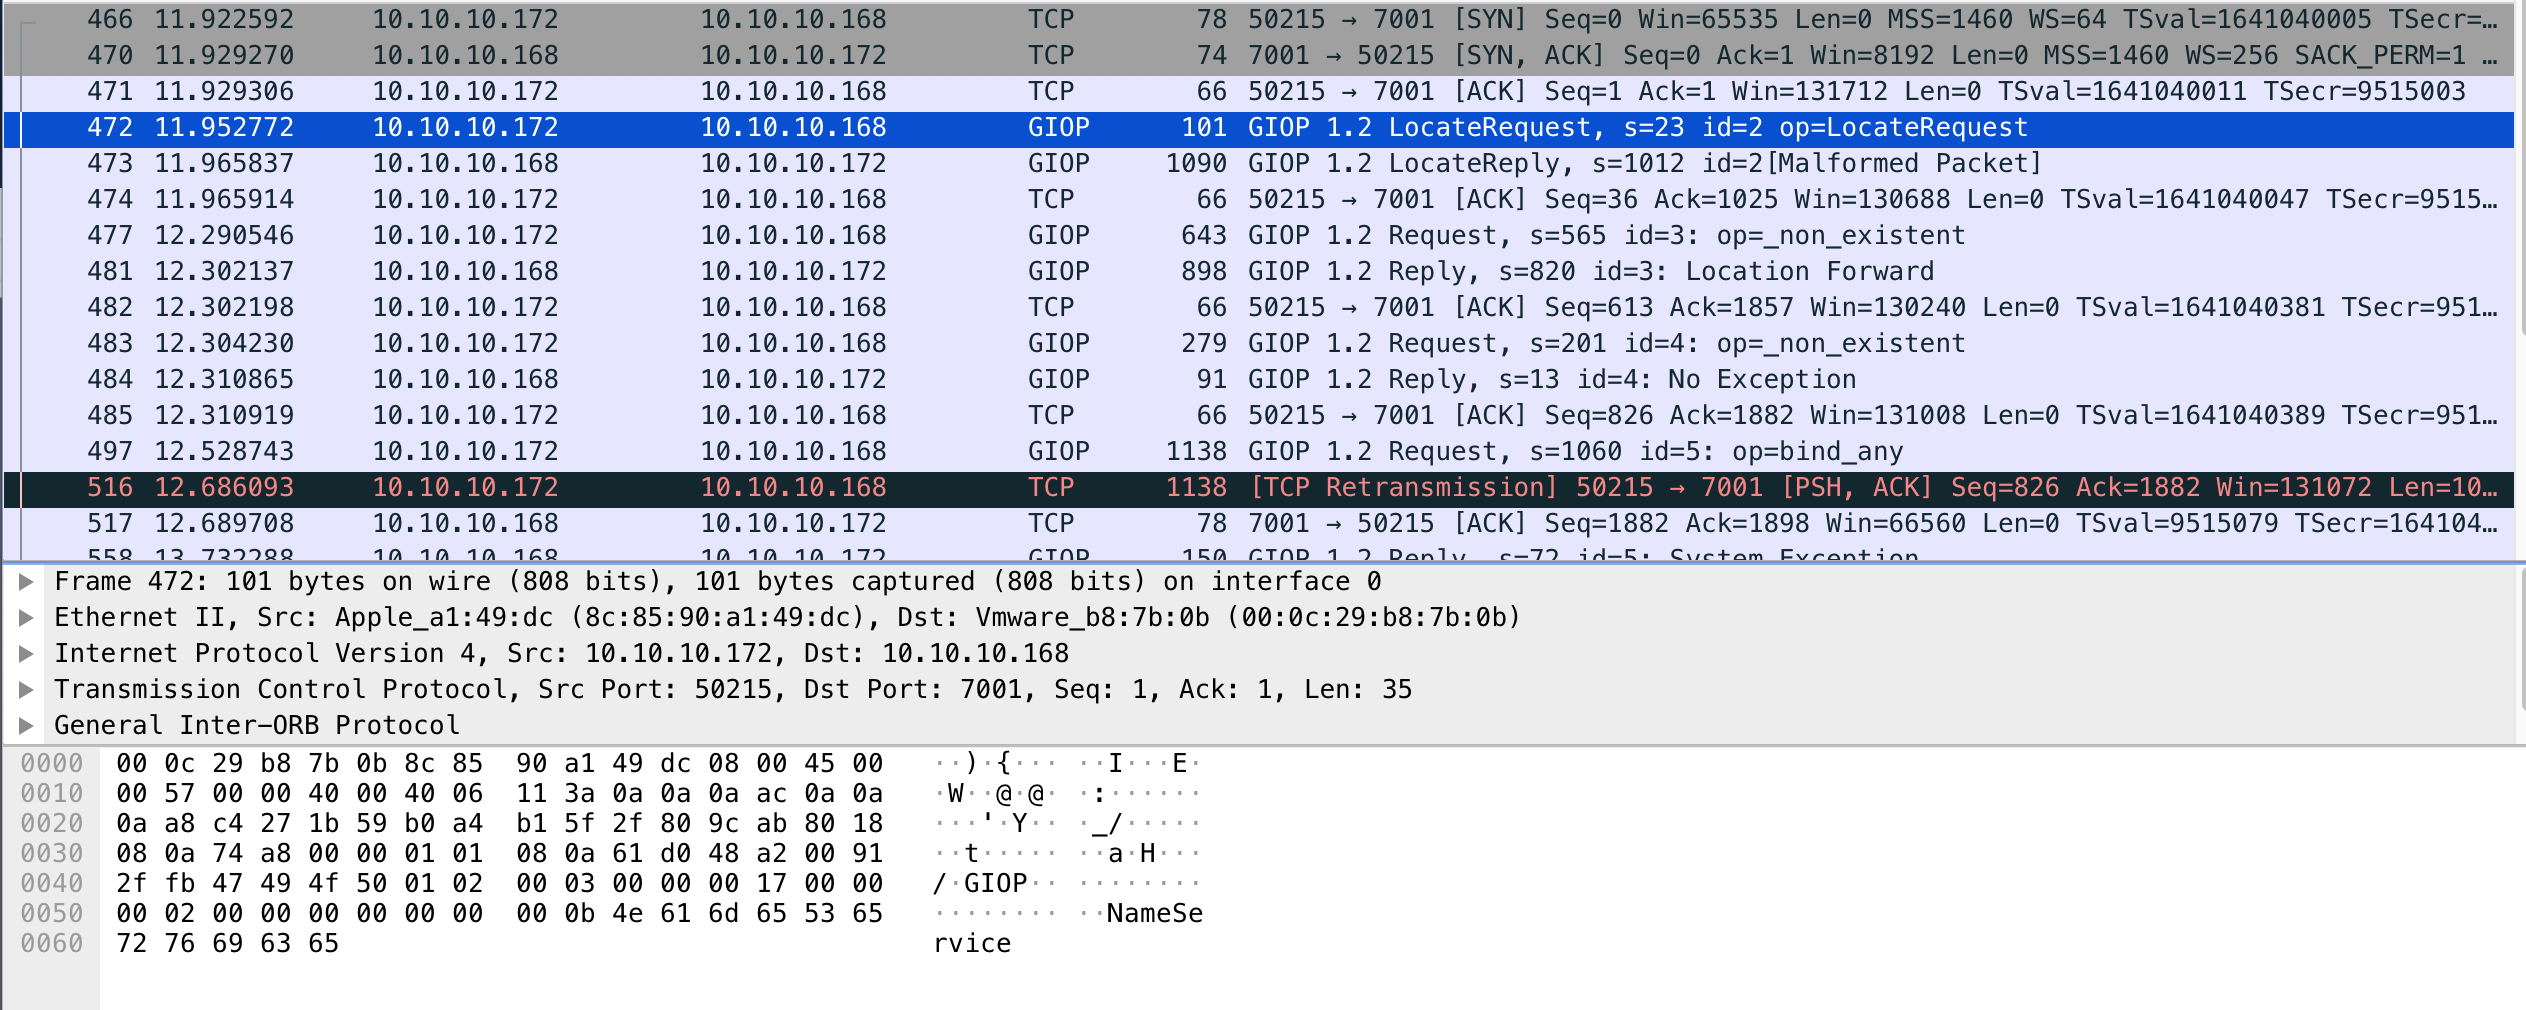 466 11.922592 10.10.10.172 10.10.10.168 TCP 78 50215 → 7001 [SYN] Seq=0 Win=65535 Len=0 MSS=1460 WS=64 TSval=1641040005 TSecr=…
470 11.929270 10.10.10.168 10.10.10.172 TCP 74 7001 → 50215 [SYN, ACK] Seq=0 Ack=1 Win=8192 Len=0 MSS=1460 WS=256 SACK_PERM=1 …
471 11.929306 10.10.10.172 10.10.10.168 TCP 66 50215 → 7001 [ACK] Seq=1 Ack=1 Win=131712 Len=0 TSval=1641040011 TSecr=9515003
472 11.952772 10.10.10.172 10.10.10.168 GIOP 101 GIOP 1.2 LocateRequest, s=23 id=2 op=LocateRequest
473 11.965837 10.10.10.168 10.10.10.172 GIOP 1090 GIOP 1.2 LocateReply, s=1012 id=2[Malformed Packet]
474 11.965914 10.10.10.172 10.10.10.168 TCP 66 50215 → 7001 [ACK] Seq=36 Ack=1025 Win=130688 Len=0 TSval=1641040047 TSecr=9515…
477 12.290546 10.10.10.172 10.10.10.168 GIOP 643 GIOP 1.2 Request, s=565 id=3: op=_non_existent
481 12.302137 10.10.10.168 10.10.10.172 GIOP 898 GIOP 1.2 Reply, s=820 id=3: Location Forward
482 12.302198 10.10.10.172 10.10.10.168 TCP 66 50215 → 7001 [ACK] Seq=613 Ack=1857 Win=130240 Len=0 TSval=1641040381 TSecr=951…
483 12.304230 10.10.10.172 10.10.10.168 GIOP 279 GIOP 1.2 Request, s=201 id=4: op=_non_existent
484 12.310865 10.10.10.168 10.10.10.172 GIOP 91 GIOP 1.2 Reply, s=13 id=4: No Exception
485 12.310919 10.10.10.172 10.10.10.168 TCP 66 50215 → 7001 [ACK] Seq=826 Ack=1882 Win=131008 Len=0 TSval=1641040389 TSecr=951…
497 12.528743 10.10.10.172 10.10.10.168 GIOP 1138 GIOP 1.2 Request, s=1060 id=5: op=bind_any
516 12.686093 10.10.10.172 10.10.10.168 TCP 1138 [TCP Retransmission] 50215 → 7001 [PSH, ACK] Seq=826 Ack=1882 Win=131072 Len=10…
517 12.689708 10.10.10.168 10.10.10.172 TCP 78 7001 → 50215 [ACK] Seq=1882 Ack=1898 Win=66560 Len=0 TSval=9515079 TSecr=164104…
558 13.732288 10.10.10.168 10.10.10.172 GIOP 150 GIOP 1.2 Reply, s=72 id=5: System Exception
Frame 472: 101 bytes on wire (808 bits), 101 bytes captured (808 bits) on interface 0
Ethernet II, Src: Apple_a1:49:dc (8c:85:90:a1:49:dc), Dst: Vmware_b8:7b:0b (00:0c:29:b8:7b:0b)
Internet Protocol Version 4, Src: 10.10.10.172, Dst: 10.10.10.168
Transmission Control Protocol, Src Port: 50215, Dst Port: 7001, Seq: 1, Ack: 1, Len: 35
General Inter-ORB Protocol
0000 00 0c 29 b8 7b 0b 8c 85 90 a1 49 dc 08 00 45 00 ··)·{··· ··I···E·
0010 00 57 00 00 40 00 40 06 11 3a 0a 0a 0a ac 0a 0a ·W··@·@· ·:······
0020 0a a8 c4 27 1b 59 b0 a4 b1 5f 2f 80 9c ab 80 18 ···'·Y·· ·_/·····
0030 08 0a 74 a8 00 00 01 01 08 0a 61 d0 48 a2 00 91 ··t····· ··a·H···
0040 2f fb 47 49 4f 50 01 02 00 03 00 00 00 17 00 00 /·GIOP·· ········
0050 00 02 00 00 00 00 00 00 00 0b 4e 61 6d 65 53 65 ········ ··NameSe
0060 72 76 69 63 65 rvice